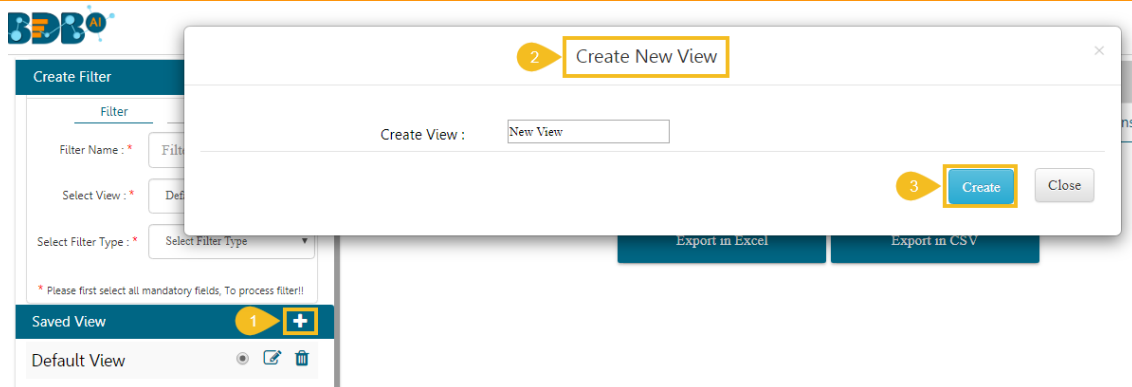 BDB AI
2 Create New View ×
Create Filter
Filter
Create View : New View
Filter Name : *
3 Create Close
Select View : *
Select Filter Type : * Select Filter Type
Export in Excel Export in CSV
* Please first select all mandatory fields, To process filter!!
Saved View 1 +
Default View